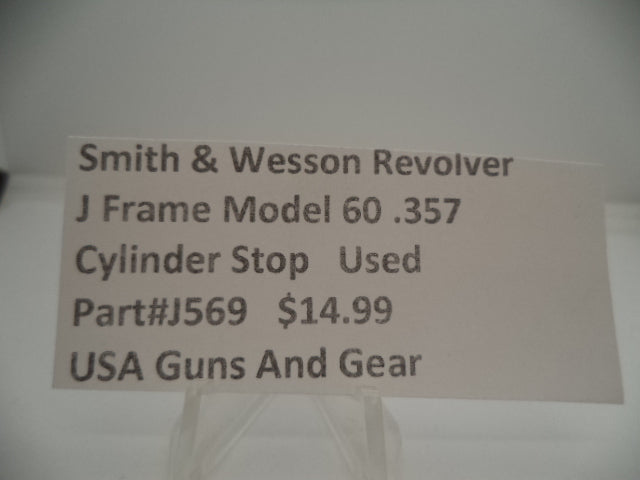 Smith & Wesson Revolver
J Frame Model 60 .357
Cylinder Stop Used
Part#J569 $14.99
USA Guns And Gear